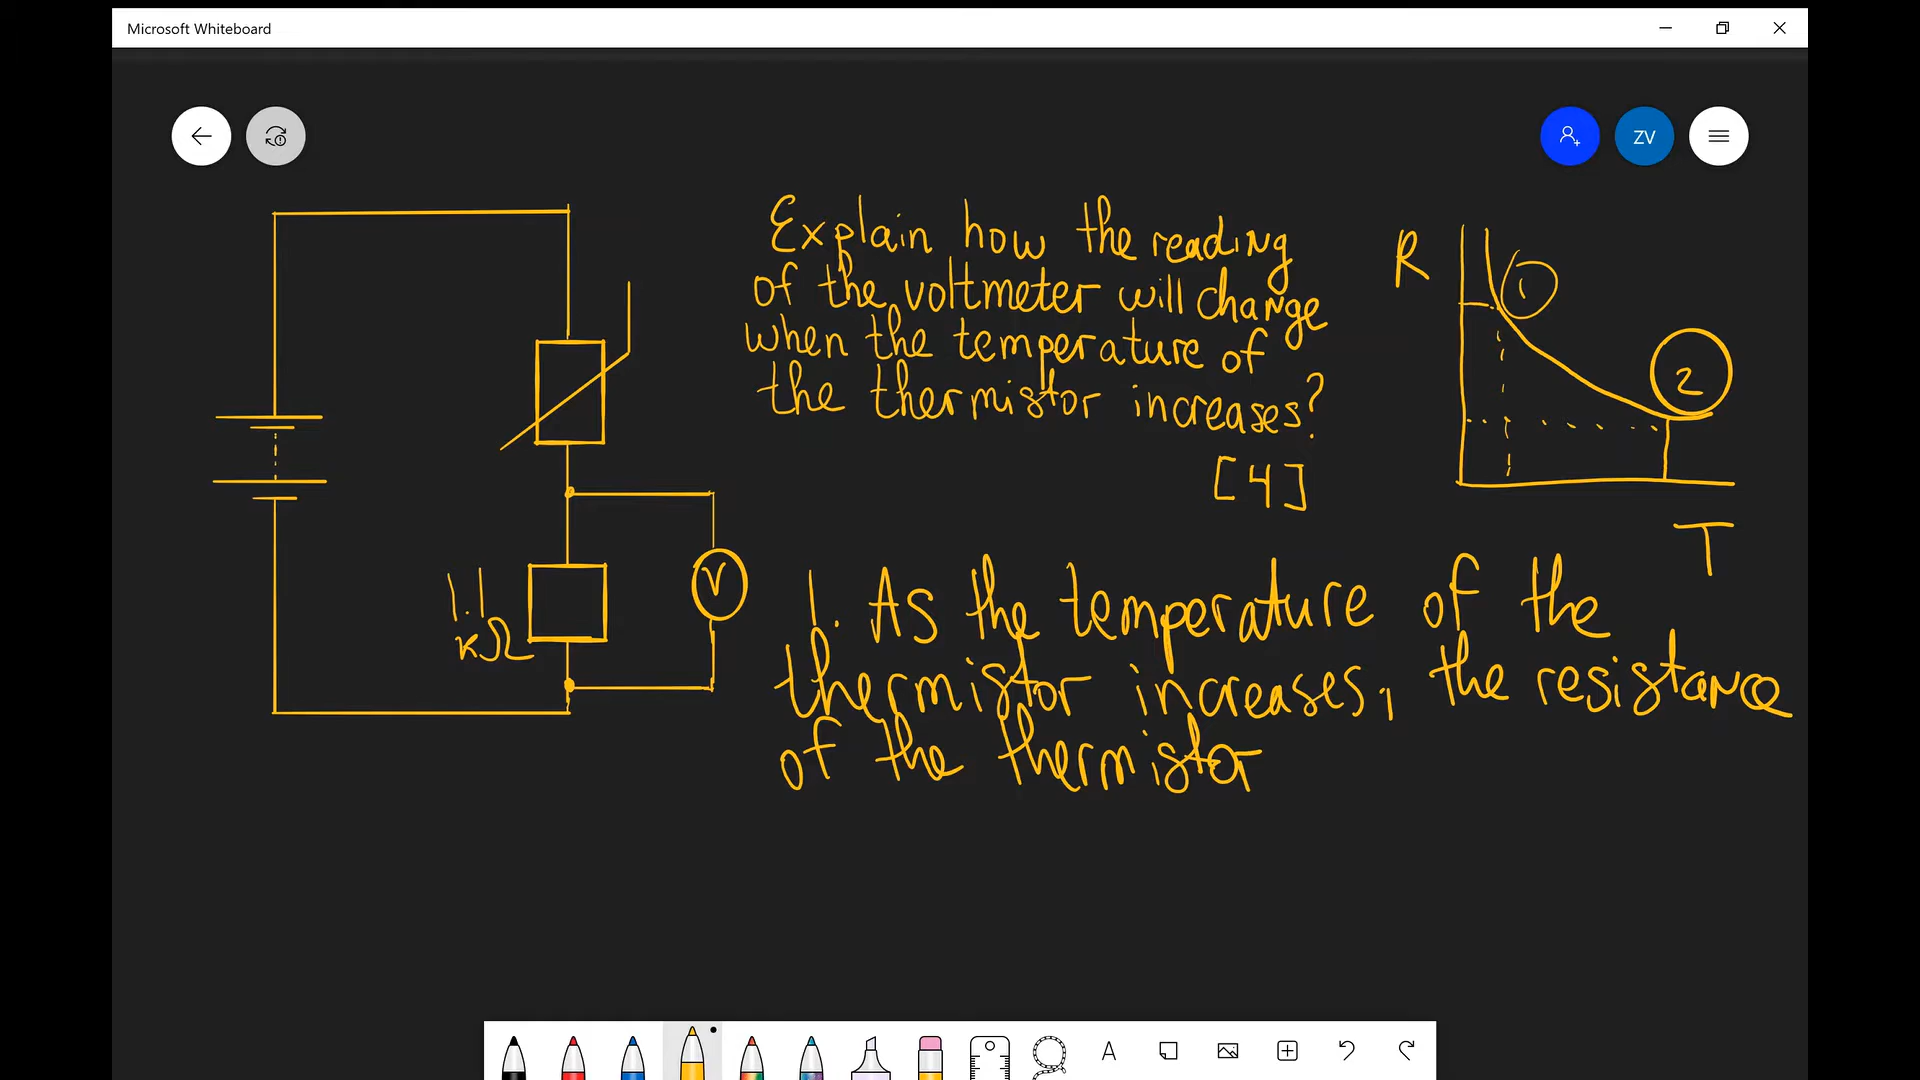 Microsoft Whiteboard
ZV
Explain how the reading
of the voltmeter will change
when the temperature of
the thermistor increases?
[4]
R
1
2
T
1.1
kΩ
V
1. As the temperature of the
thermistor increases, the resistance
of the thermistor
A